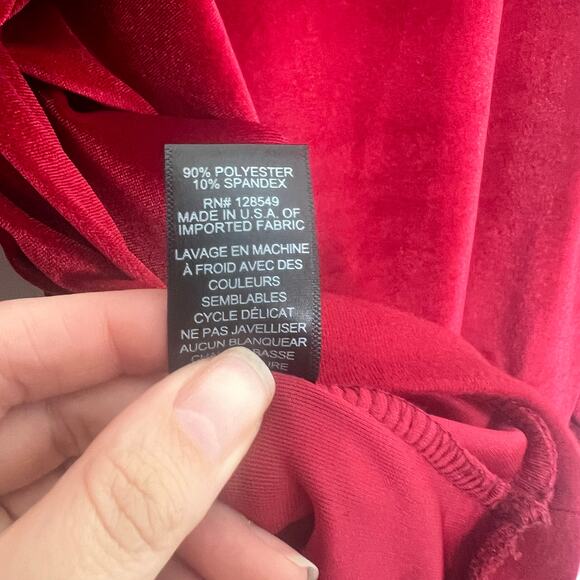 90% POLYESTER
10% SPANDEX
RN# 128549
MADE IN U.S.A. OF
IMPORTED FABRIC
LAVAGE EN MACHINE
À FROID AVEC DES
COULEURS
SEMBLABLES
CYCLE DÉLICAT
NE PAS JAVELLISER
AUCUN BLANQUEAR
BASSE